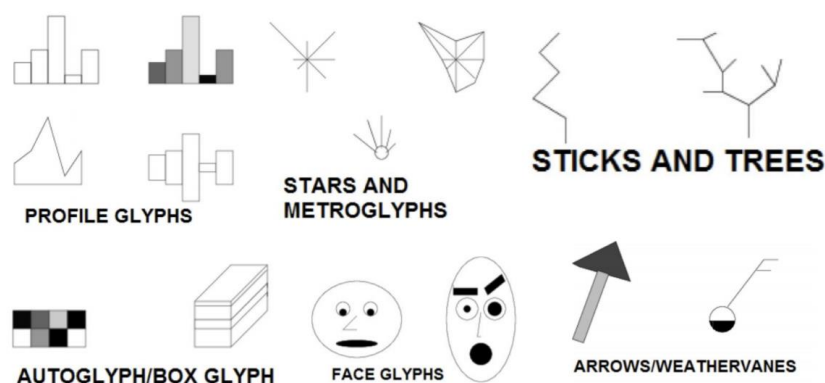 STICKS AND TREES
STARS AND
METROGLYPHS
PROFILE GLYPHS
AUTOGLYPH/BOX GLYPH
FACE GLYPHS
ARROWS/WEATHERVANES